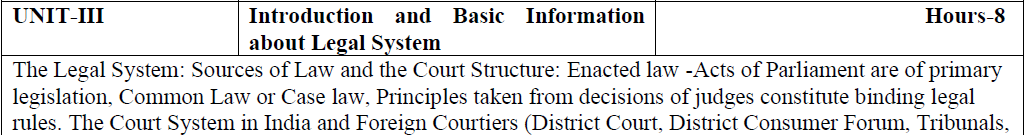 UNIT-III Introduction and Basic Information Hours-8
about Legal System
The Legal System: Sources of Law and the Court Structure: Enacted law -Acts of Parliament are of primary
legislation, Common Law or Case law, Principles taken from decisions of judges constitute binding legal
rules. The Court System in India and Foreign Courtiers (District Court, District Consumer Forum, Tribunals,